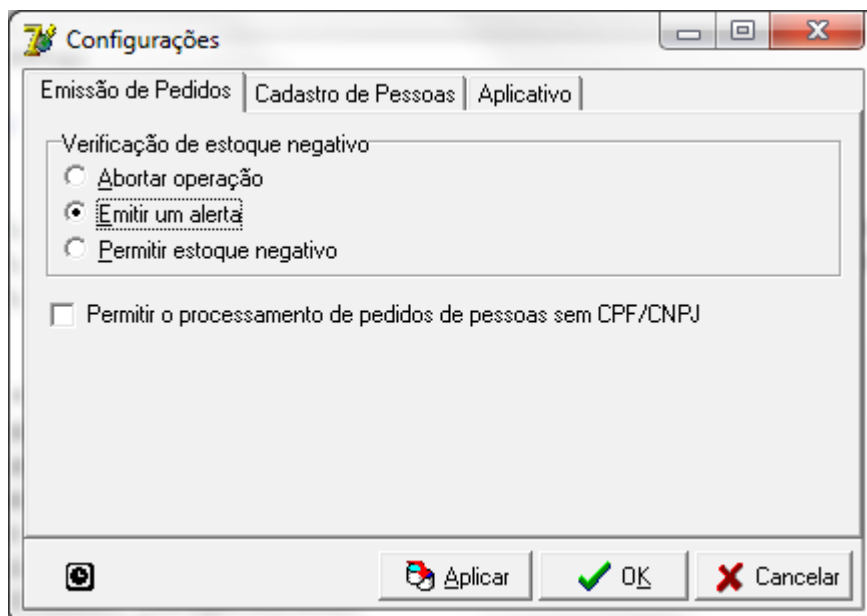 Configurações
Emissão de Pedidos Cadastro de Pessoas Aplicativo
Verificação de estoque negativo
Abortar operação
Emitir um alerta
Permitir estoque negativo
Permitir o processamento de pedidos de pessoas sem CPF/CNPJ
Aplicar OK Cancelar